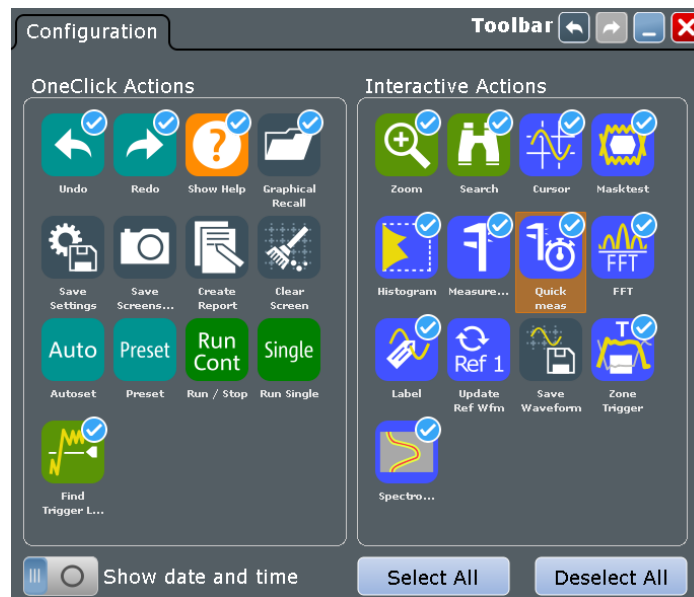 Configuration
Toolbar
OneClick Actions
Interactive Actions
Undo
Redo
Show Help
Graphical
Recall
Zoom
Search
Cursor
Masktest
Save
Settings
Save
Screens...
Create
Report
Clear
Screen
Histogram
Measure...
Quick
meas
FFT
FFT
Auto
Autoset
Preset
Preset
Run
Cont
Run / Stop
Single
Run Single
Label
Ref 1
Update
Ref Wfm
Save
Waveform
T
Zone
Trigger
Find
Trigger L...
Spectro...
Show date and time
Select All
Deselect All